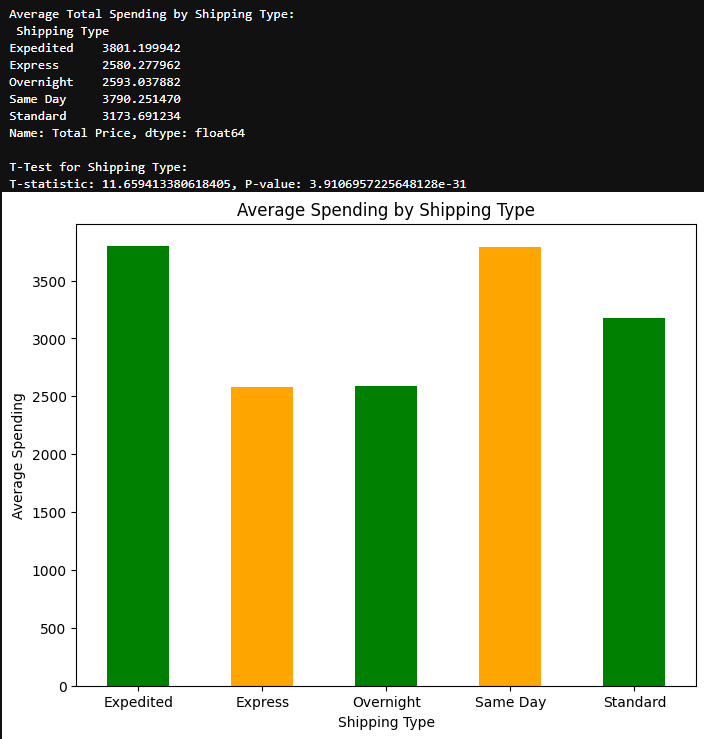 Average Total Spending by Shipping Type:
Shipping Type
Expedited    3801.199942
Express      2580.277962
Overnight    2593.037882
Same Day     3790.251470
Standard     3173.691234
Name: Total Price, dtype: float64
T-Test for Shipping Type:
T-statistic: 11.659413380618405, P-value: 3.9106957225648128e-31
Average Spending by Shipping Type
3500
3000
2500
2000
1500
1000
500
0
Average Spending
Expedited Express Overnight Same Day Standard
Shipping Type